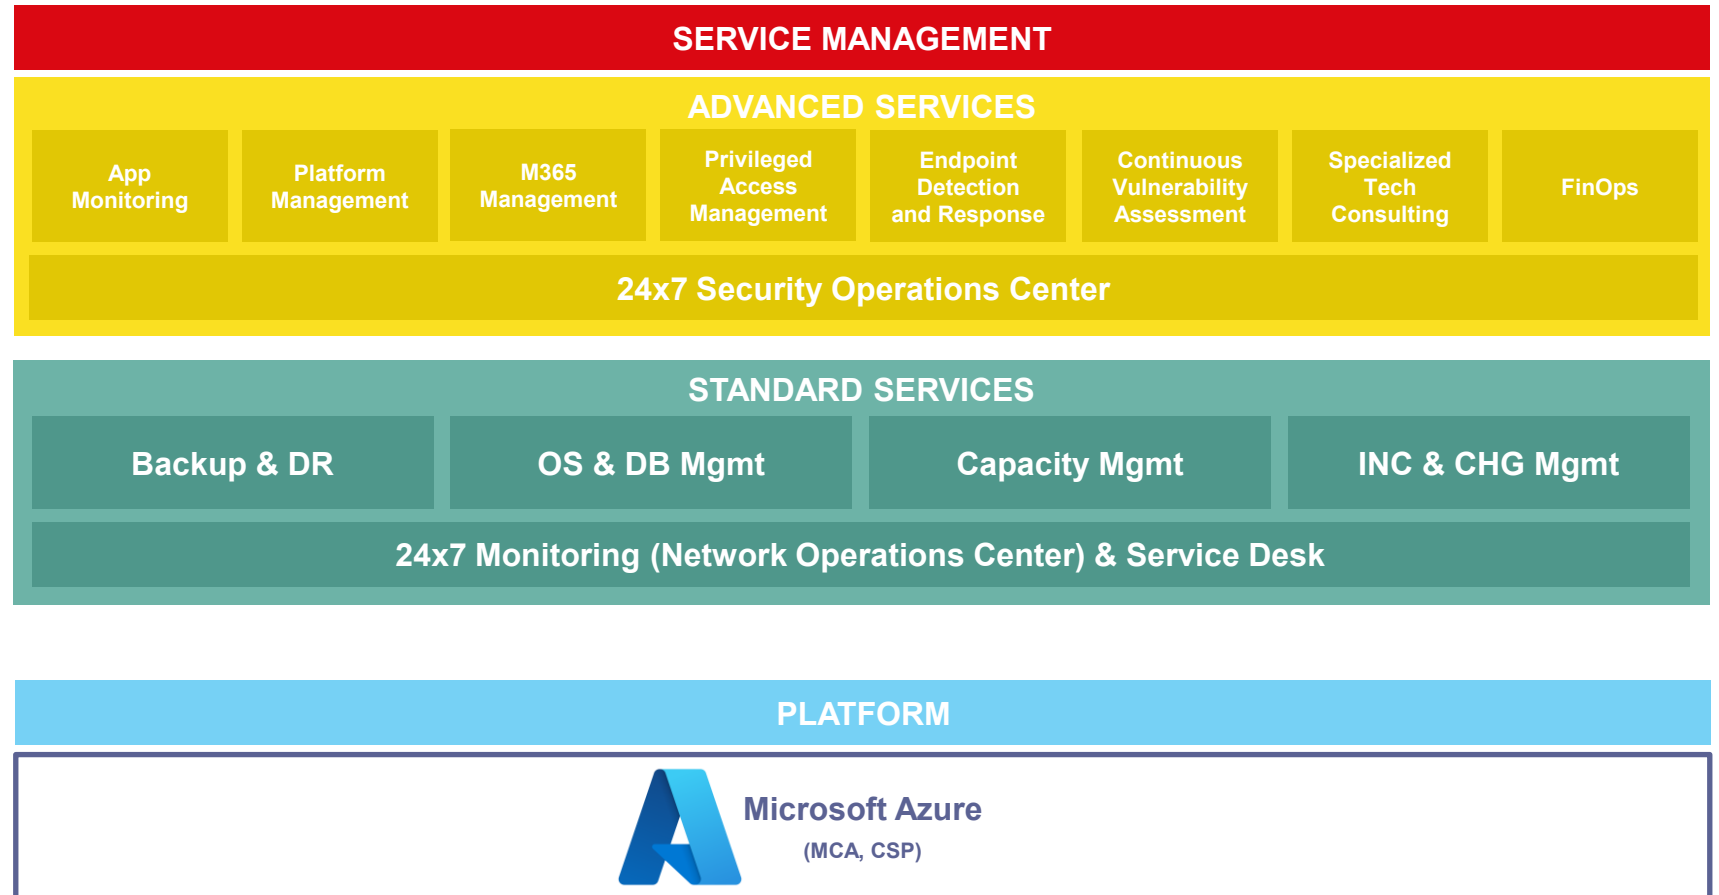 SERVICE MANAGEMENT
ADVANCED SERVICES
App
Monitoring
Platform
Management
M365
Management
Privileged
Access
Management
Endpoint
Detection
and Response
Continuous
Vulnerability
Assessment
Specialized
Tech
Consulting
FinOps
24x7 Security Operations Center
STANDARD SERVICES
Backup & DR
OS & DB Mgmt
Capacity Mgmt
INC & CHG Mgmt
24x7 Monitoring (Network Operations Center) & Service Desk
PLATFORM
Microsoft Azure
(MCA, CSP)